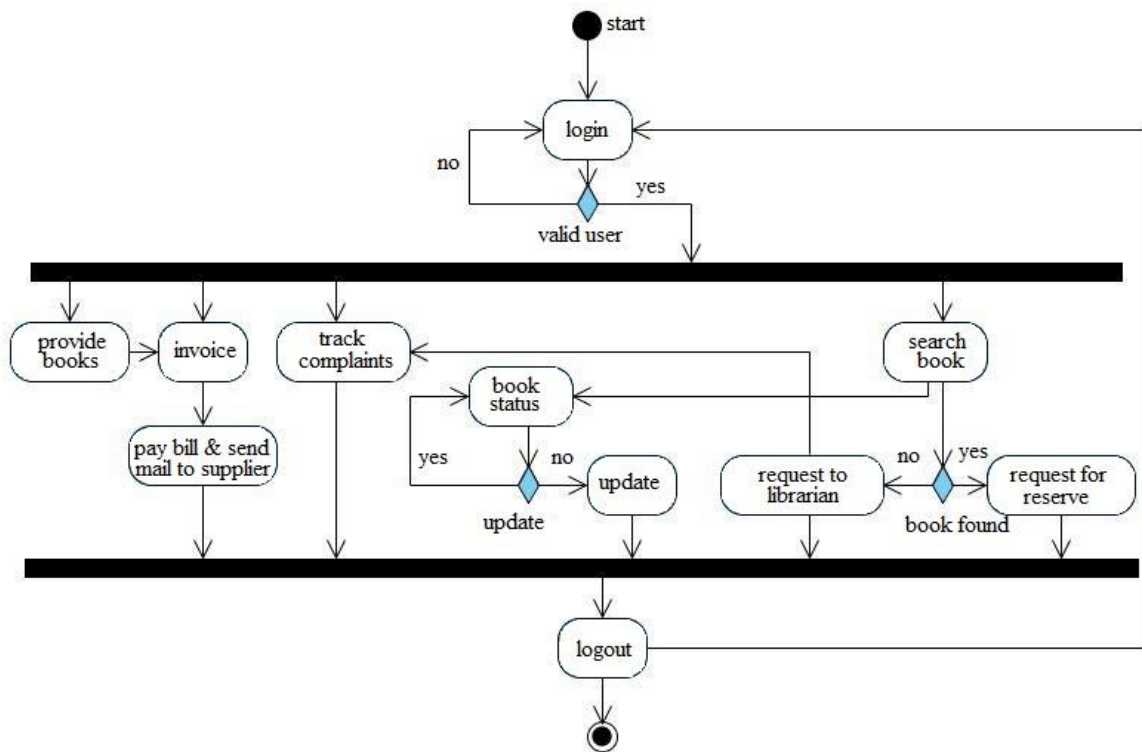 start
login
no
yes
valid user
provide
books
invoice
track
complaints
search
book
book
status
pay bill & send
mail to supplier
yes
no
update
update
request to
librarian
no
yes
book found
request for
reserve
logout